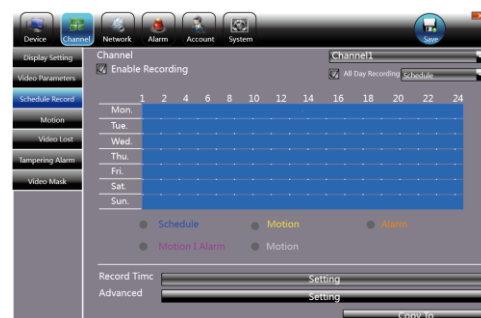 Device Channel Network Alarm Account System Save
Display Setting
Video Parameters
Schedule Record
Motion
Video Lost
Tampering Alarm
Video Mask
Channel Channel1
Enable Recording All Day Recording Schedule
1 2 4 6 8 10 12 14 16 18 20 22 24
Mon.
Tue.
Wed.
Thu.
Fri.
Sat.
Sun.
Schedule Motion Alarm
Motion I Alarm Motion
Record Timc Setting
Advanced Setting
Copy To